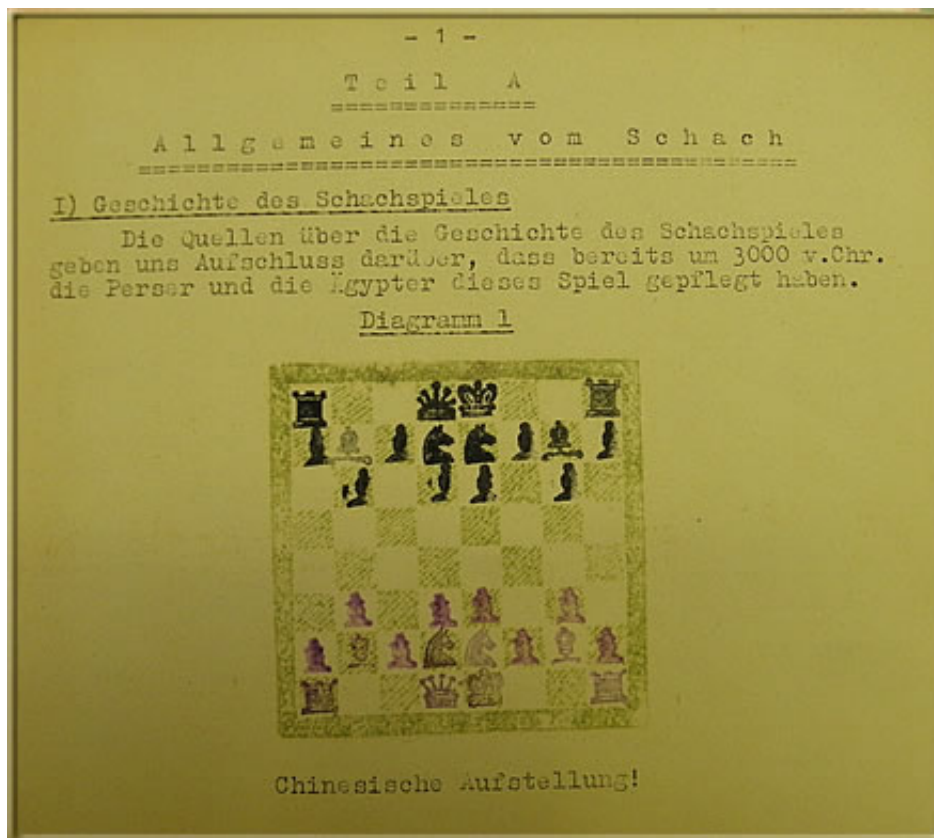 - 1 -
Teil A
Allgemeines vom Schach
I) Geschichte des Schachspieles
Die Quellen über die Geschichte des Schachspieles
geben uns Aufschluss darüber, dass bereits um 3000 v.Chr.
die Perser und die Ägypter dieses Spiel gepflegt haben.
Diagramm 1
Chinesische Aufstellung!